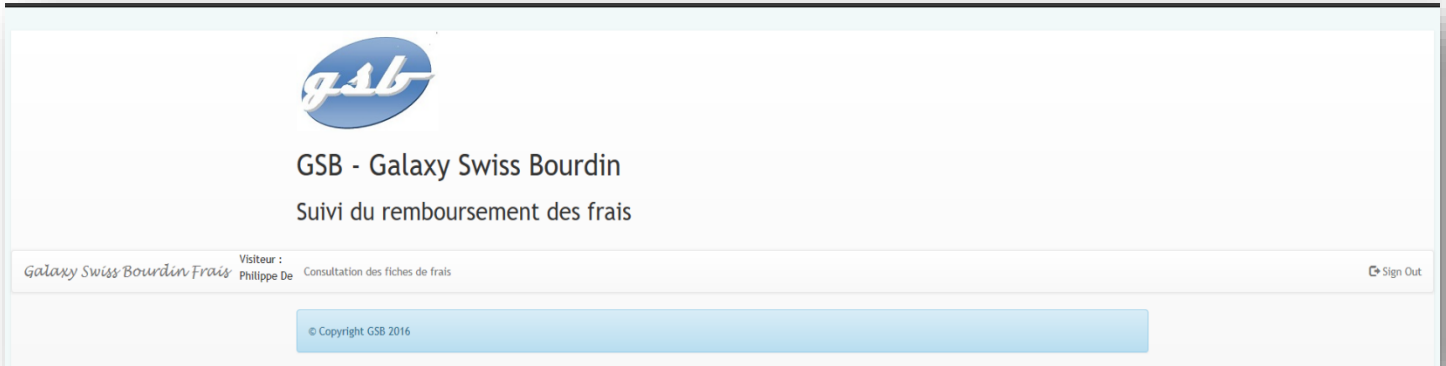 gsb
GSB - Galaxy Swiss Bourdin
Suivi du remboursement des frais
Galaxy Swiss Bourdin Frais
Visiteur :
Philippe De
Consultation des fiches de frais
Sign Out
© Copyright GSB 2016